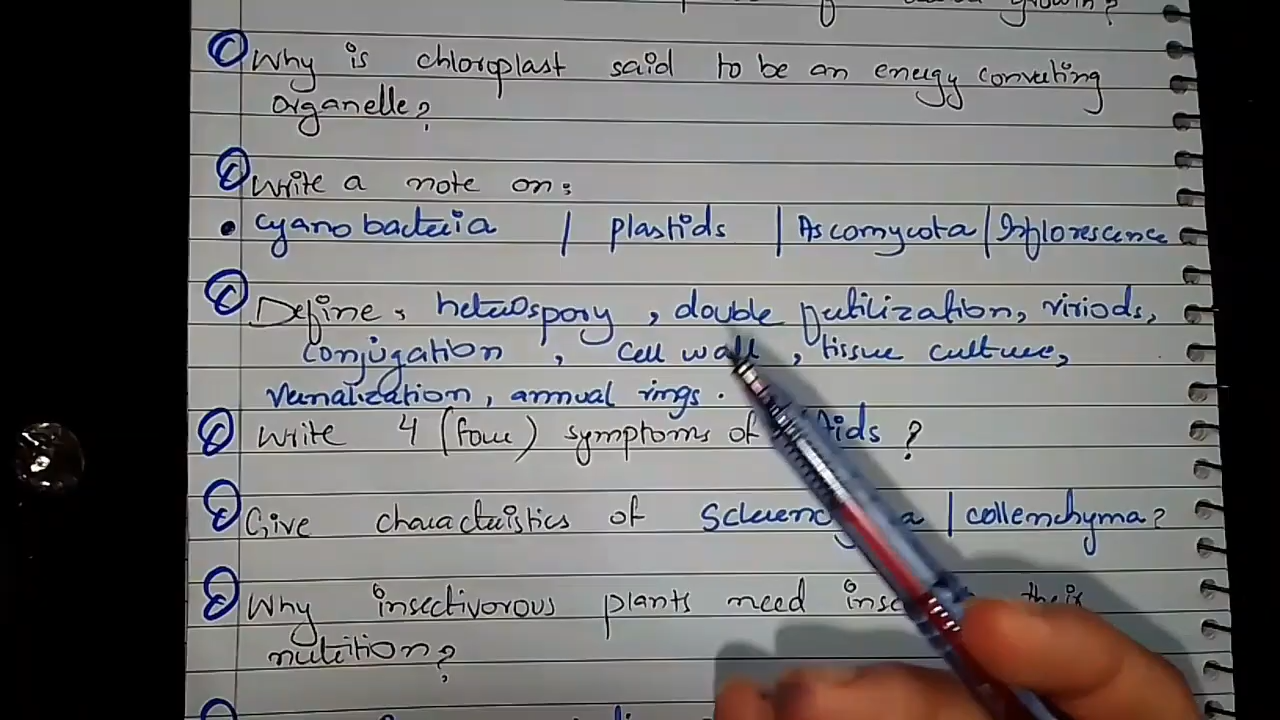 growth?
Why is chloroplast said to be an energy converting
organelle?
Write a note on:
• Cyanobacteria | Plastids | Ascomycota | Inflorescence
Define, heterospory, double fertilization, viriods,
Conjugation, Cell wall, tissue culture,
Vernalization, annual rings.
Write 4 (four) symptoms of ?
Give characteristics of | collenchyma?
Why insectivorous plants need their
nutrition?